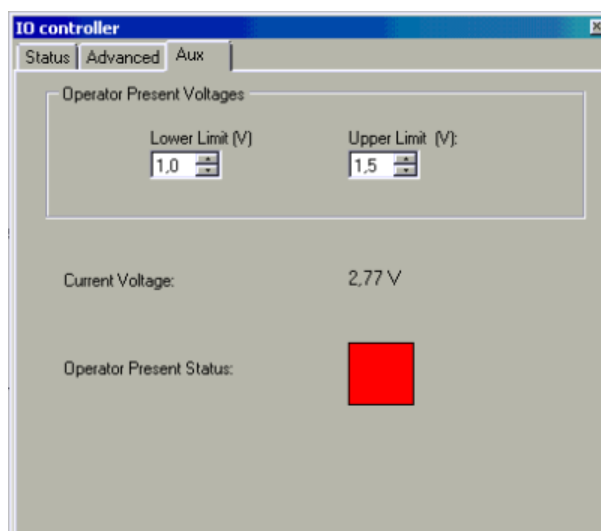 IO controller
Status Advanced Aux
Operator Present Voltages
Lower Limit (V) Upper Limit (V):
1,0 1,5
Current Voltage: 2,77 V
Operator Present Status: